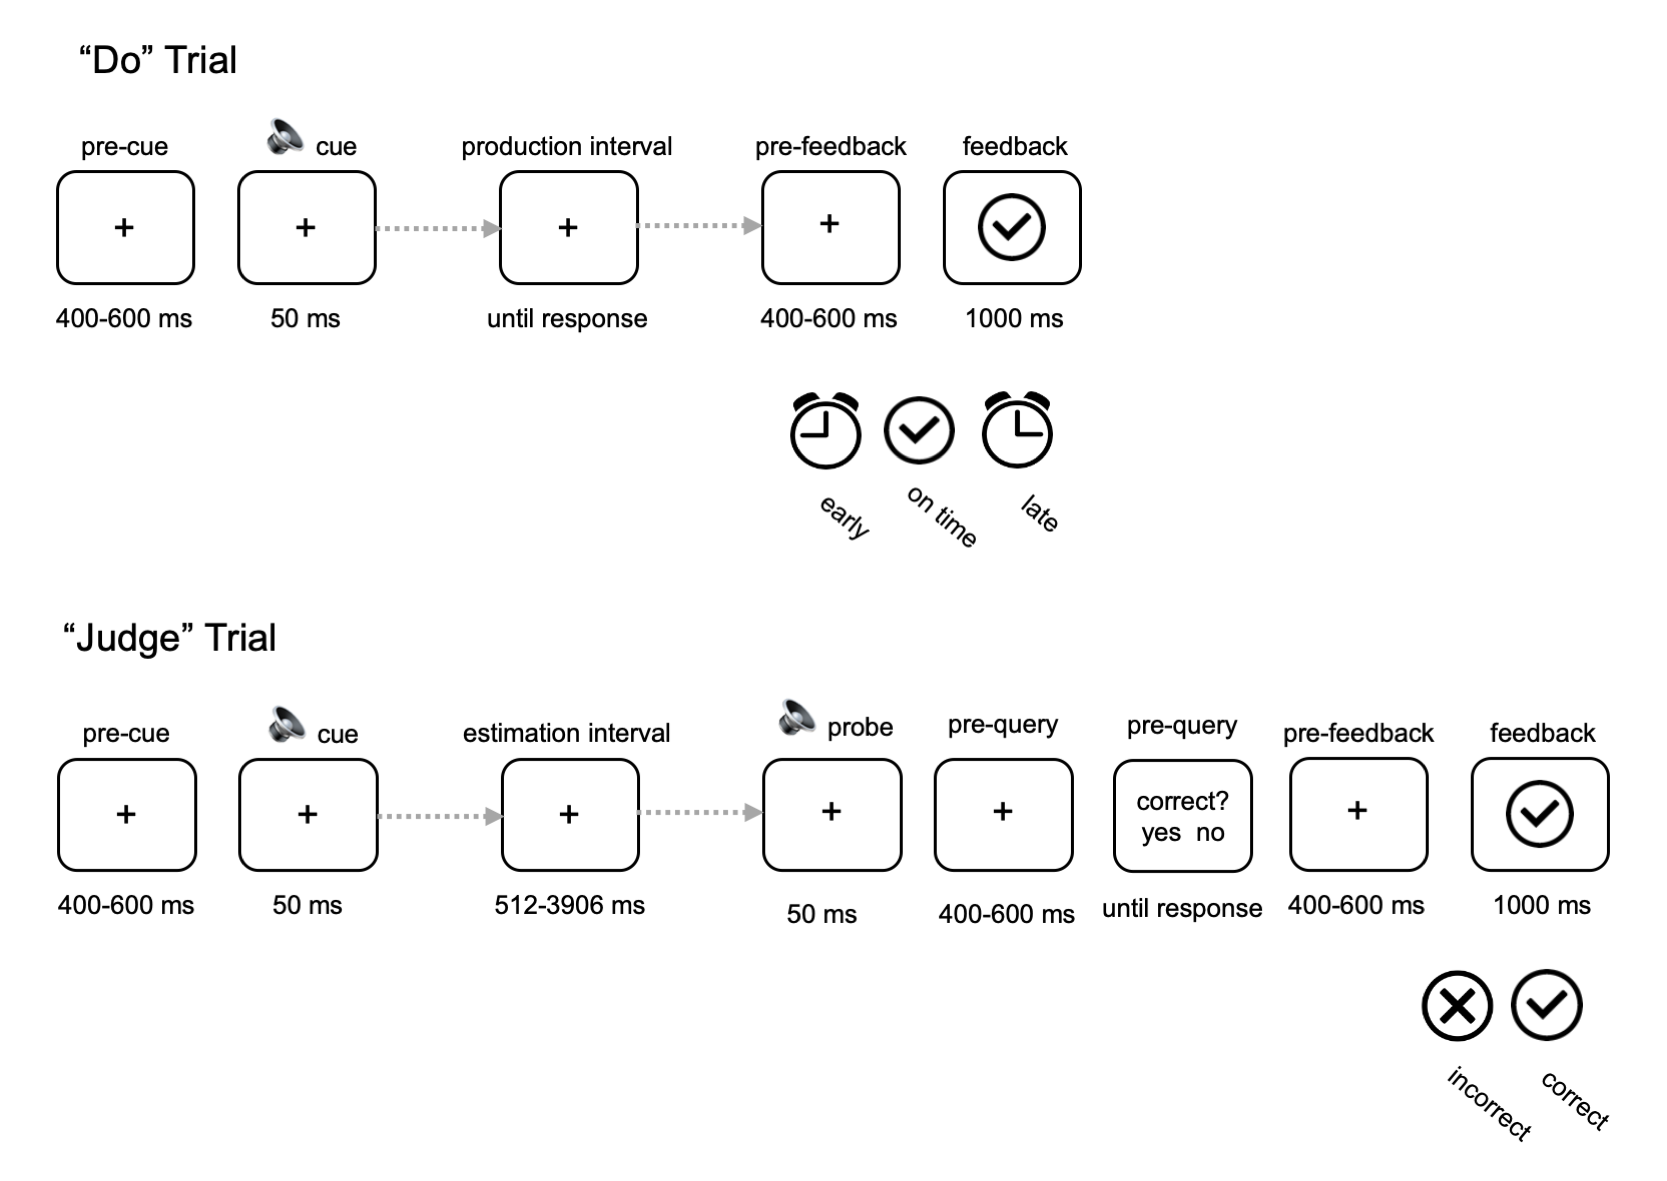 “Do” Trial
pre-cue
cue
production interval
pre-feedback
feedback
+
+
+
+
400-600 ms
50 ms
until response
400-600 ms
1000 ms
early
on time
late
“Judge” Trial
pre-cue
cue
estimation interval
probe
pre-query
pre-query
pre-feedback
feedback
+
+
+
+
+
correct?
yes no
+
400-600 ms
50 ms
512-3906 ms
50 ms
400-600 ms
until response
400-600 ms
1000 ms
incorrect
correct